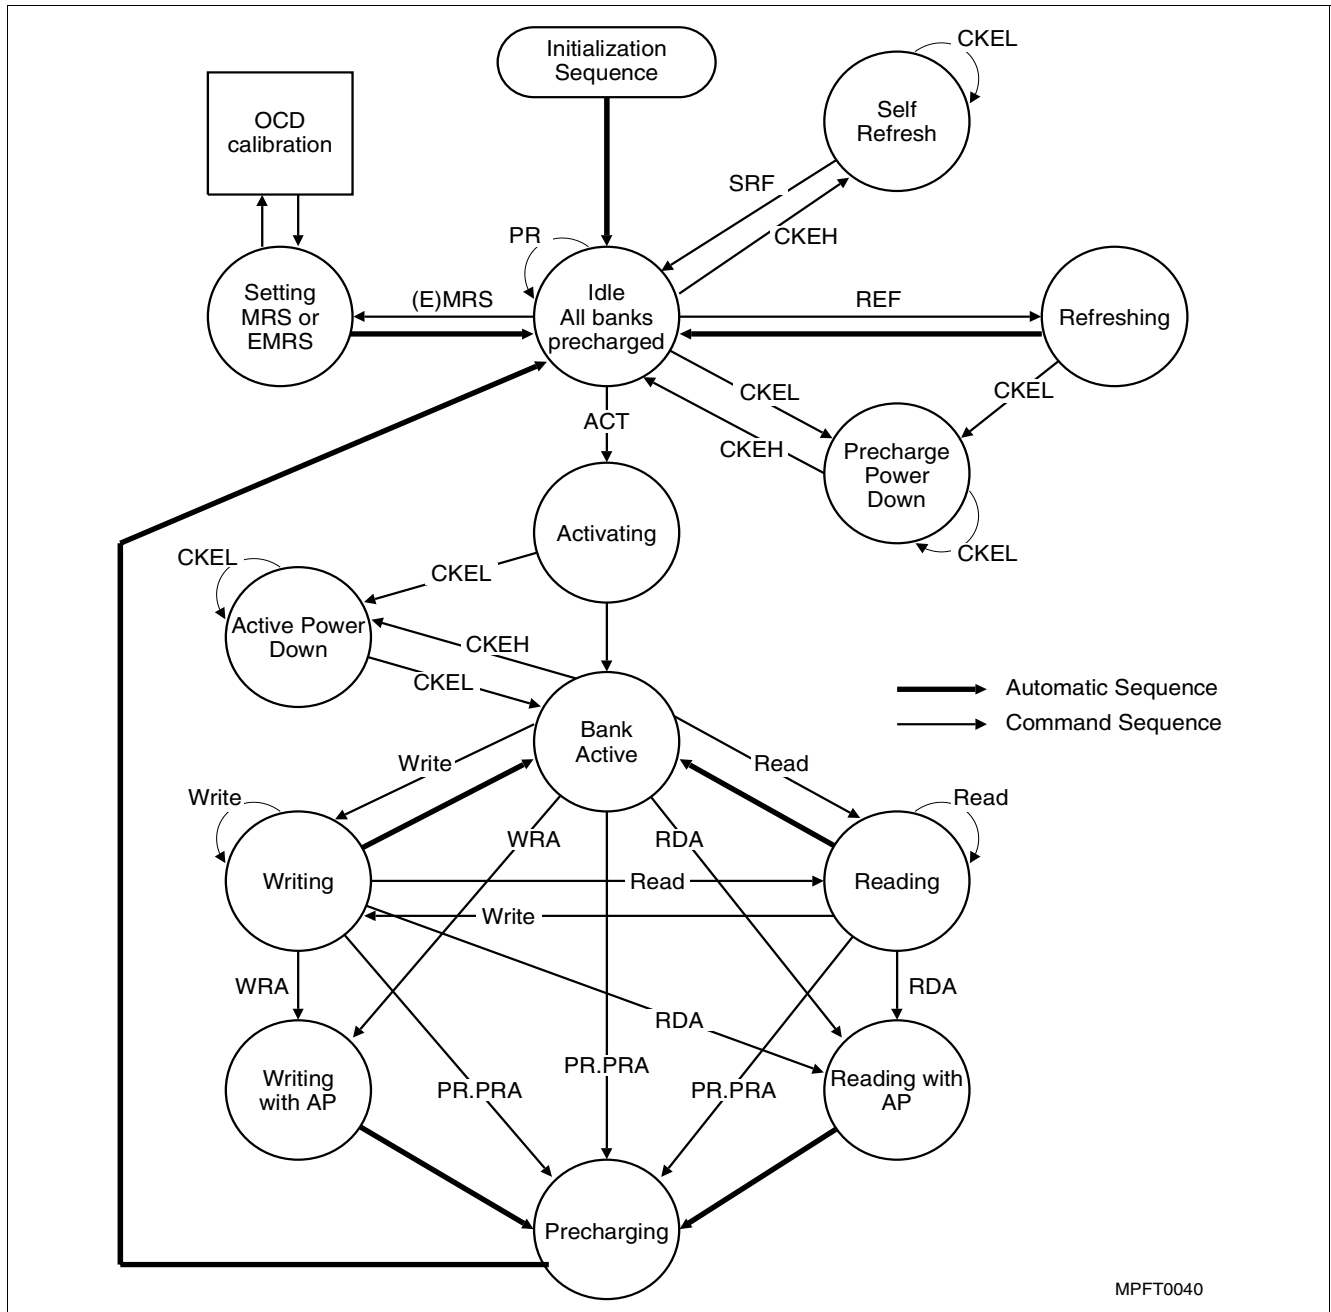 Initialization
Sequence
CKEL
OCD
calibration
Self
Refresh
SRF
CKEH
PR
Setting
MRS or
EMRS
(E)MRS
Idle
All banks
precharged
REF
Refreshing
CKEL
CKEL
CKEH
ACT
Precharge
Power
Down
CKEL
Activating
CKEL
CKEL
Active Power
Down
CKEH
CKEL
Automatic Sequence
Command Sequence
Bank
Active
Write
Read
Write
Read
WRA
RDA
Writing
Read
Reading
Write
WRA
RDA
RDA
PR.PRA
PR.PRA
PR.PRA
Writing
with AP
Reading with
AP
Precharging
MPFT0040